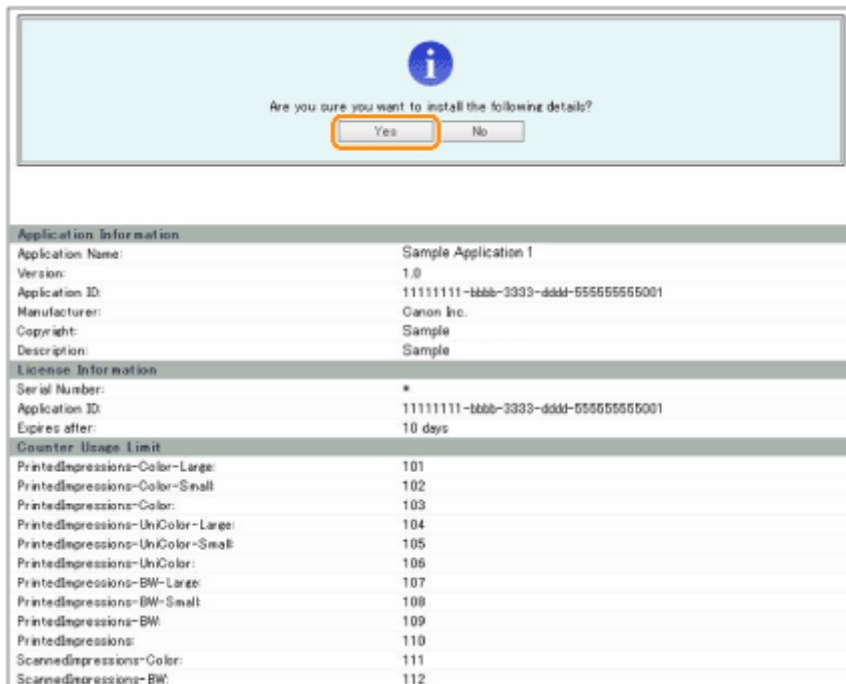 Are you sure you want to install the following details?
Yes No
Application Information
Application Name: Sample Application 1
Version: 1.0
Application ID: 11111111-bbbb-3333-dddd-555555555001
Manufacturer: Canon Inc.
Copyright: Sample
Description: Sample
License Information
Serial Number: *
Application ID: 11111111-bbbb-3333-dddd-555555555001
Expires after: 10 days
Counter Usage Limit
PrintedImpressions-Color-Large: 101
PrintedImpressions-Color-Small: 102
PrintedImpressions-Color: 103
PrintedImpressions-UniColor-Large: 104
PrintedImpressions-UniColor-Small: 105
PrintedImpressions-UniColor: 106
PrintedImpressions-BW-Large: 107
PrintedImpressions-BW-Small: 108
PrintedImpressions-BW: 109
PrintedImpressions: 110
ScannedImpressions-Color: 111
ScannedImpressions-BW: 112